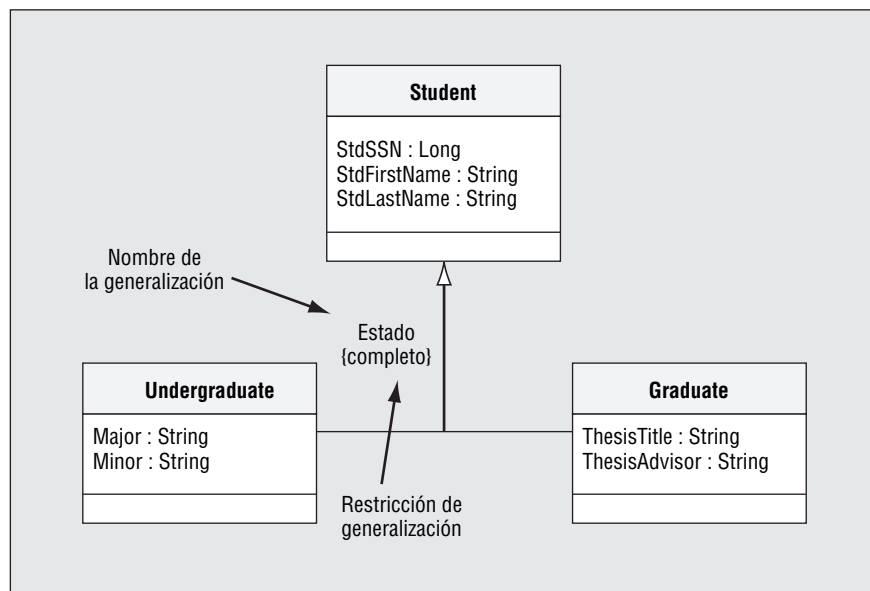 Student
StdSSN : Long
StdFirstName : String
StdLastName : String
Nombre de
la generalización
Estado
{completo}
Undergraduate
Major : String
Minor : String
Graduate
ThesisTitle : String
ThesisAdvisor : String
Restricción de
generalización